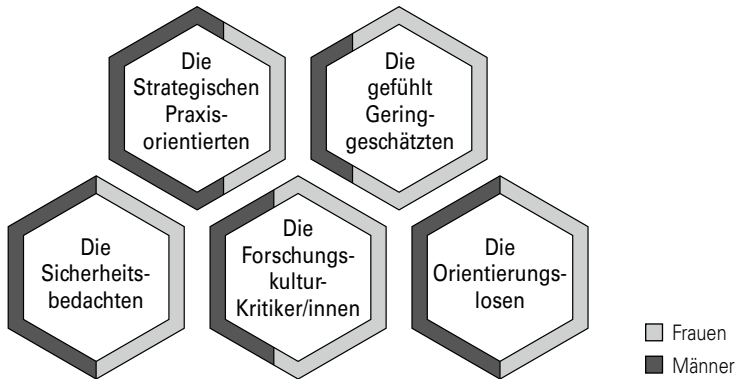 Die
Strategischen
Praxis-
orientierten
Die
gefühlt
Gering-
geschätzten
Die
Sicherheits-
bedachten
Die
Forschungs-
kultur-
Kritiker/innen
Die
Orientierungs-
losen
Frauen
Männer